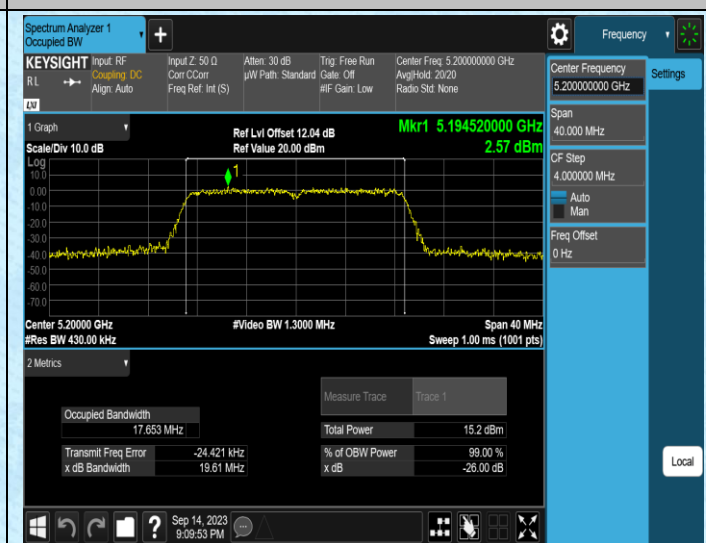 Spectrum Analyzer 1
Occupied BW
+
Frequency
KEYSIGHT
RL
LXI
Input: RF
Coupling: DC
Align: Auto
Input Z: 50 Ω
Corr CCorr
Freq Ref: Int (S)
Atten: 30 dB
µW Path: Standard
Trig: Free Run
Gate: Off
#IF Gain: Low
Center Freq: 5.200000000 GHz
Avg|Hold: 20/20
Radio Std: None
Center Frequency
5.200000000 GHz
Settings
Span
40.000 MHz
CF Step
4.000000 MHz
Auto
Man
Freq Offset
0 Hz
Local
1 Graph
Scale/Div 10.0 dB
Ref Lvl Offset 12.04 dB
Ref Value 20.00 dBm
Mkr1 5.194520000 GHz
2.57 dBm
Log
10.0
0.00
-10.0
-20.0
-30.0
-40.0
-50.0
-60.0
-70.0
1
Center 5.20000 GHz
#Res BW 430.00 kHz
#Video BW 1.3000 MHz
Span 40 MHz
Sweep 1.00 ms (1001 pts)
2 Metrics
Measure Trace Trace 1
Occupied Bandwidth
17.653 MHz
Total Power 15.2 dBm
Transmit Freq Error -24.421 kHz
% of OBW Power 99.00 %
x dB Bandwidth 19.61 MHz
x dB -26.00 dB
?
Sep 14, 2023
9:09:53 PM